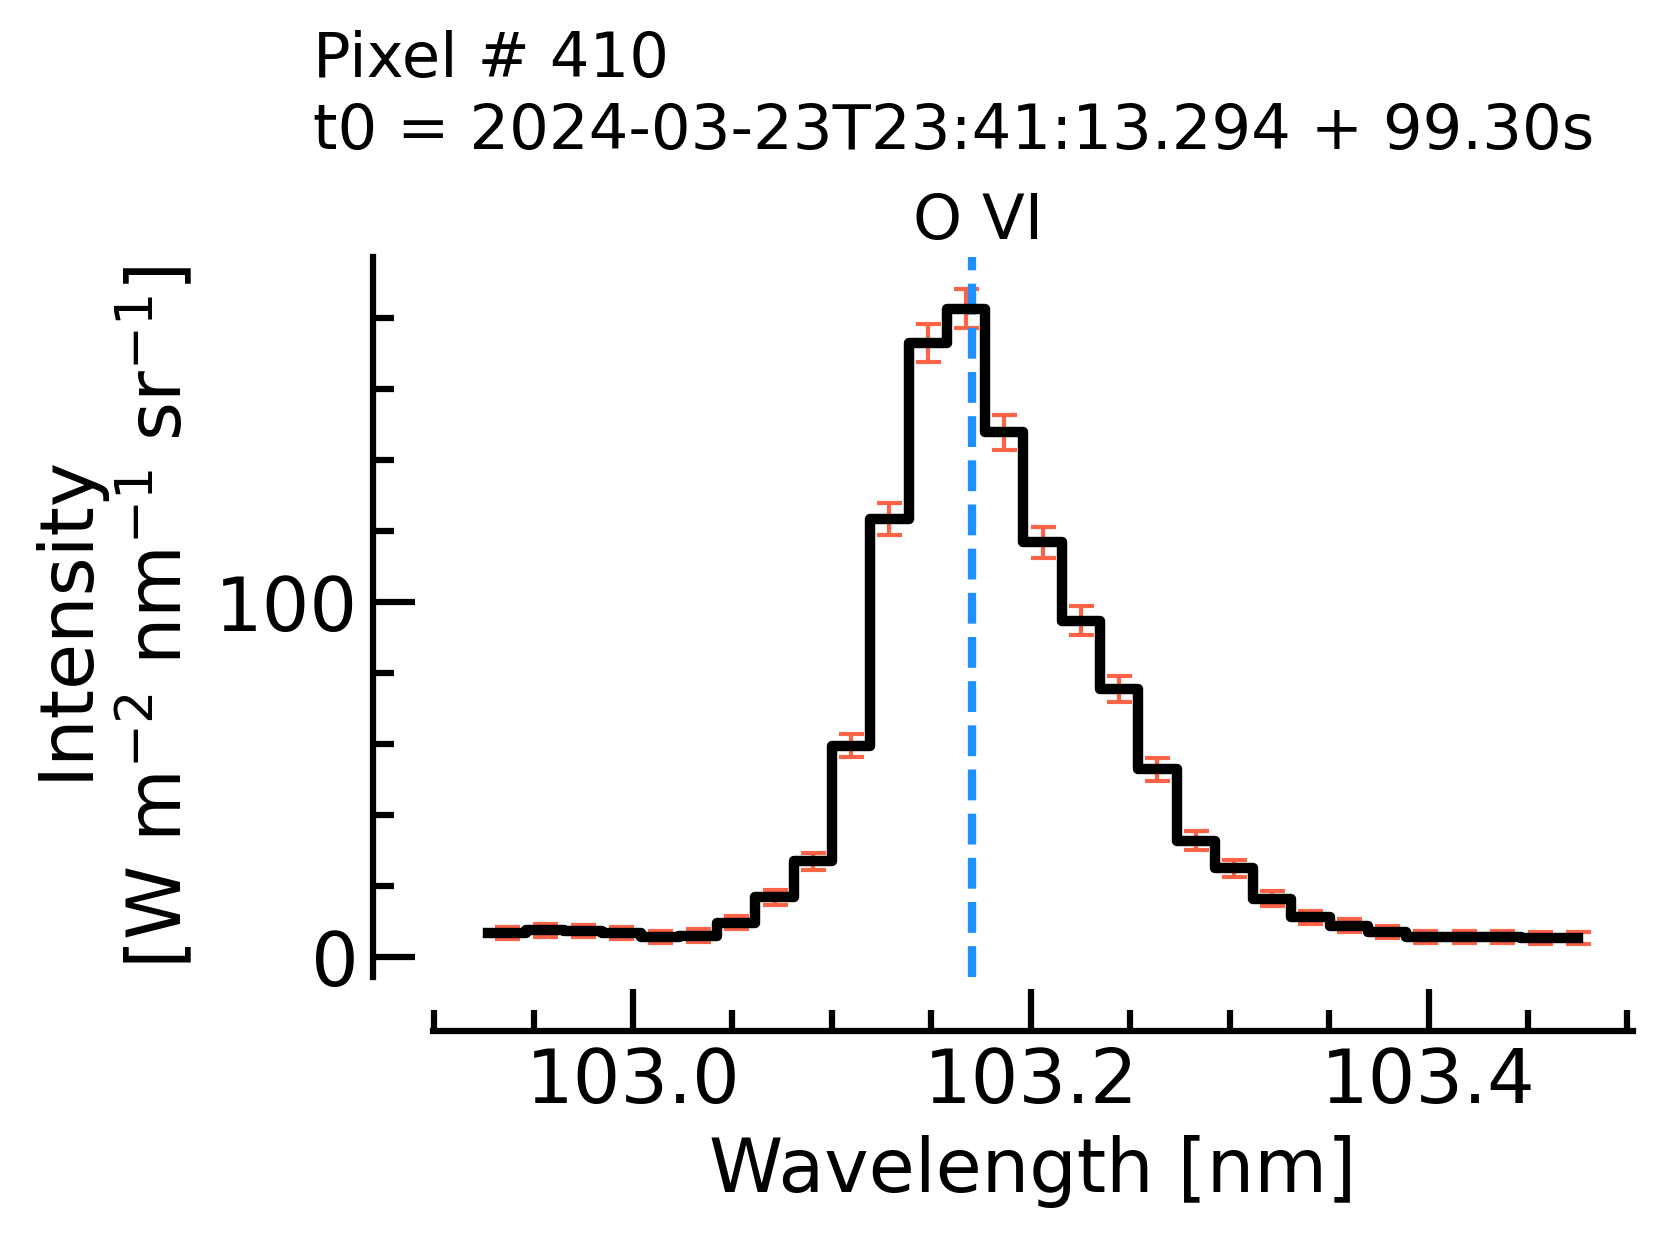 Pixel # 410
t0 = 2024-03-23T23:41:13.294 + 99.30s
O VI
Intensity
[W m⁻² nm⁻¹ sr⁻¹]
100
0
103.0 103.2 103.4
Wavelength [nm]